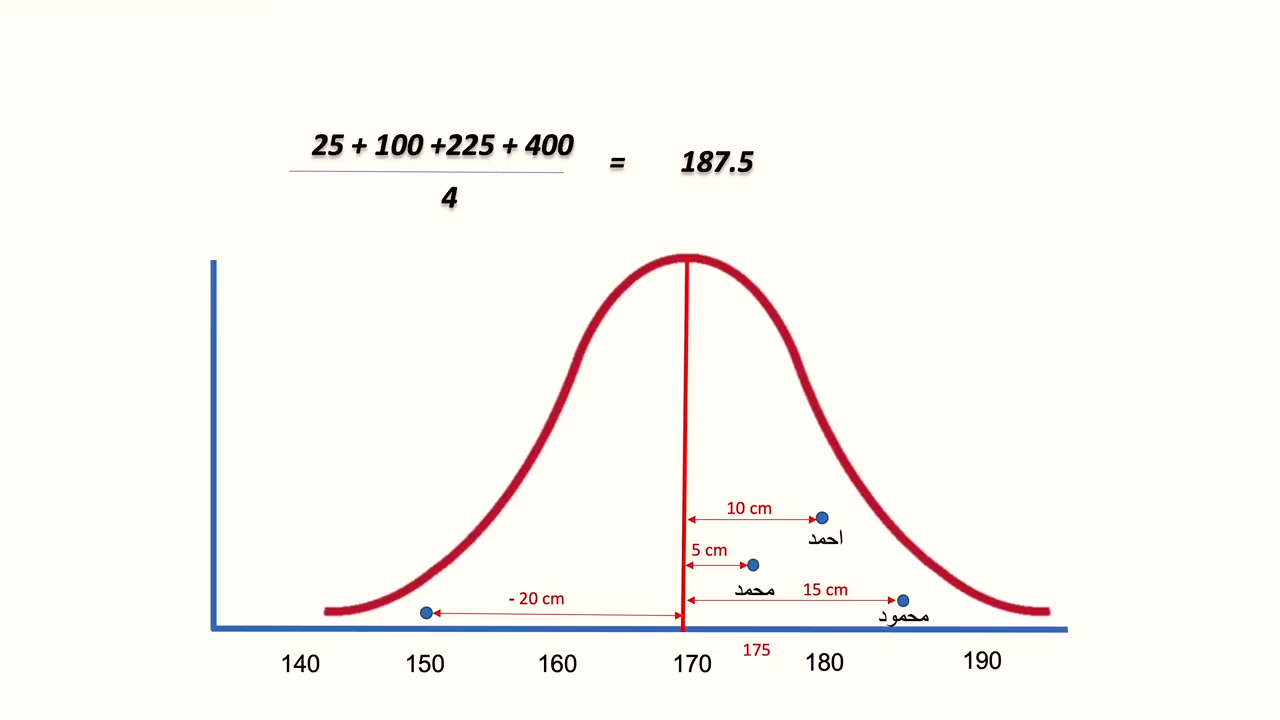 25 + 100 +225 + 400
4
= 187.5
10 cm
احمد
5 cm
محمد
15 cm
- 20 cm
محمود
175
140 150 160 170 180 190